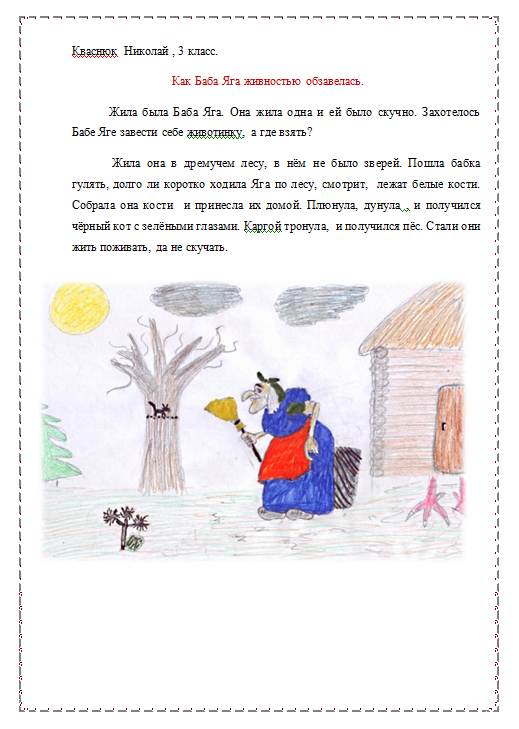 Кваснюк Николай , 3 класс.
Как Баба Яга живностью обзавелась.
Жила была Баба Яга. Она жила одна и ей было скучно. Захотелось
Бабе Яге завести себе животинку, а где взять?
Жила она в дремучем лесу, в нём не было зверей. Пошла бабка
гулять, долго ли коротко ходила Яга по лесу, смотрит, лежат белые кости.
Собрала она кости и принесла их домой. Плюнула, дунула , и получился
чёрный кот с зелёными глазами. Каргой тронула, и получился пёс. Стали они
жить поживать, да не скучать.